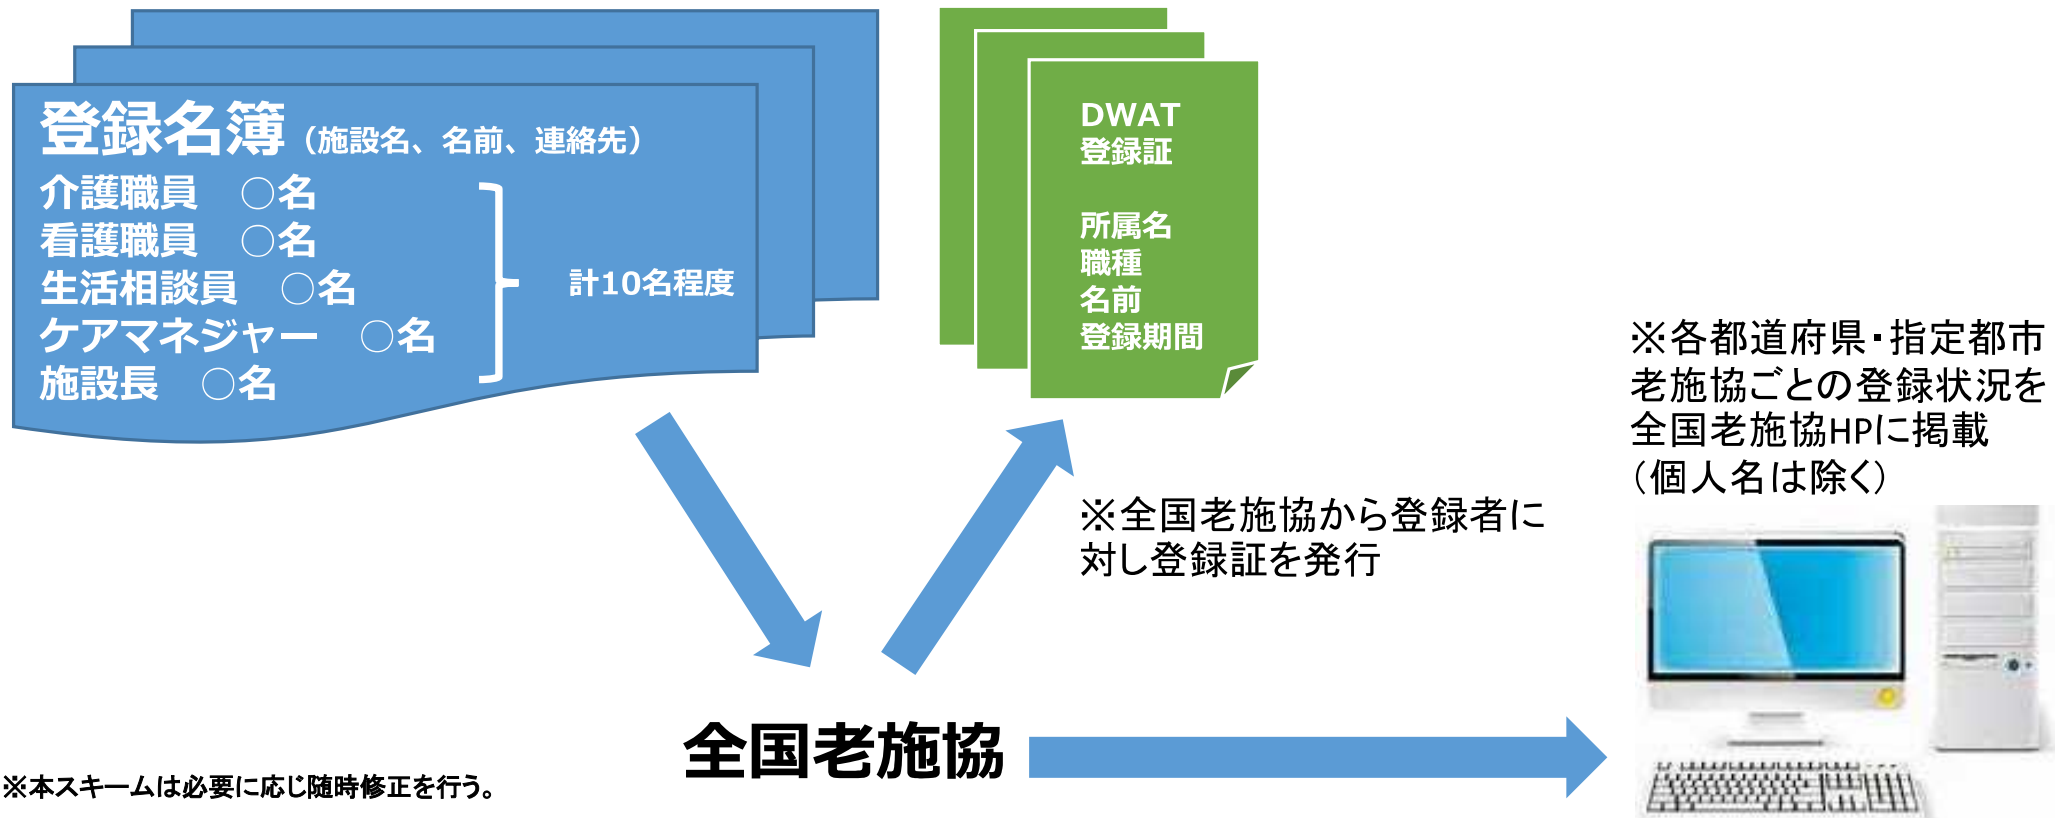 登録名簿（施設名、名前、連絡先）
介護職員　○名
看護職員　○名
生活相談員　○名
ケアマネジャー　○名
施設長　○名
計10名程度
DWAT
登録証
所属名
職種
名前
登録期間
※各都道府県・指定都市
老施協ごとの登録状況を
全国老施協HPに掲載
（個人名は除く）
※全国老施協から登録者に
対し登録証を発行
全国老施協
※本スキームは必要に応じ随時修正を行う。